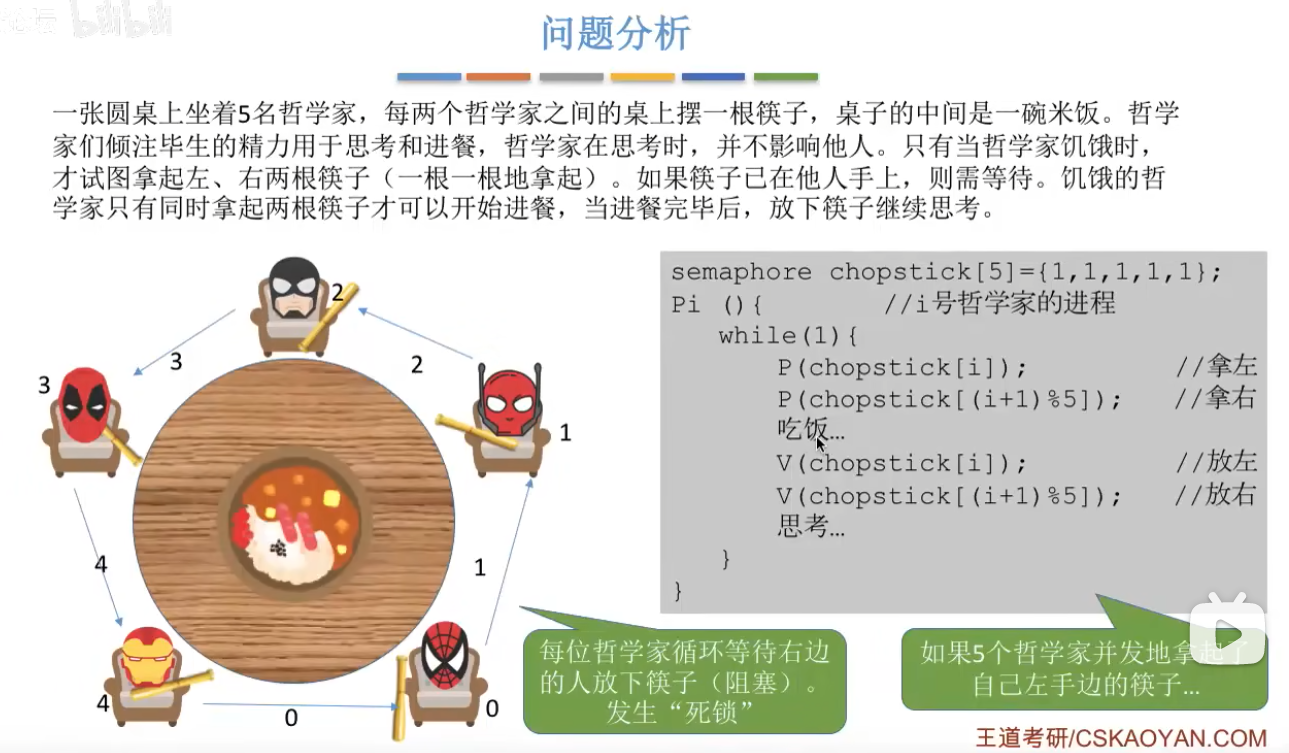 bilibili
问题分析
一张圆桌上坐着5名哲学家，每两个哲学家之间的桌上摆一根筷子，桌子的中间是一碗米饭。哲学
家们倾注毕生的精力用于思考和进餐，哲学家在思考时，并不影响他人。只有当哲学家饥饿时，
才试图拿起左、右两根筷子（一根一根地拿起）。如果筷子已在他人手上，则需等待。饥饿的哲
学家只有同时拿起两根筷子才可以开始进餐，当进餐完毕后，放下筷子继续思考。
2
3
2
3
1
4
1
4
0
0
semaphore chopstick[5]={1,1,1,1,1};
Pi (){ //i号哲学家的进程
while(1){
P(chopstick[i]); //拿左
P(chopstick[(i+1)%5]); //拿右
吃饭…
V(chopstick[i]); //放左
V(chopstick[(i+1)%5]); //放右
思考…
}
}
每位哲学家循环等待右边
的人放下筷子（阻塞）。
发生“死锁”
如果5个哲学家并发地拿起了
自己左手边的筷子…
王道考研/CSKAOYAN.COM